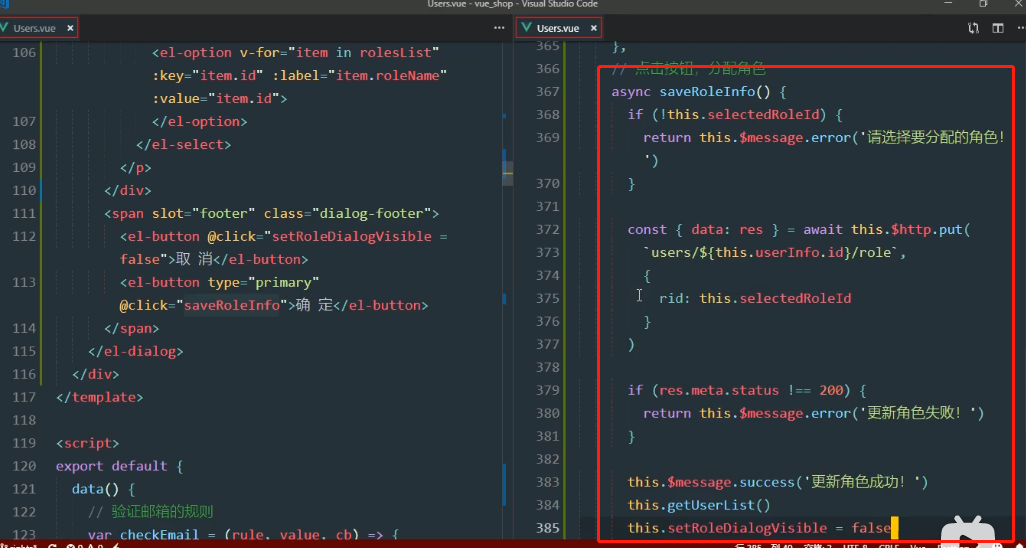 Users.vue - vue_shop - Visual Studio Code
Users.vue ×
Users.vue ×
106 <el-option v-for="item in rolesList"
:key="item.id" :label="item.roleName"
:value="item.id">
107 </el-option>
108 </el-select>
109 </p>
110 </div>
111 <span slot="footer" class="dialog-footer">
112 <el-button @click="setRoleDialogVisible =
false">取 消</el-button>
113 <el-button type="primary"
@click="saveRoleInfo">确 定</el-button>
114 </span>
115 </el-dialog>
116 </div>
117 </template>
118
119 <script>
120 export default {
121 data() {
122 // 验证邮箱的规则
123 var checkEmail = (rule, value, cb) => {
365 },
366 // 点击按钮，分配角色
367 async saveRoleInfo() {
368 if (!this.selectedRoleId) {
369 return this.$message.error('请选择要分配的角色！
')
370 }
371
372 const { data: res } = await this.$http.put(
373 `users/${this.userInfo.id}/role`,
374 {
375 rid: this.selectedRoleId
376 }
377 )
378
379 if (res.meta.status !== 200) {
380 return this.$message.error('更新角色失败！')
381 }
382
383 this.$message.success('更新角色成功！')
384 this.getUserList()
385 this.setRoleDialogVisible = false